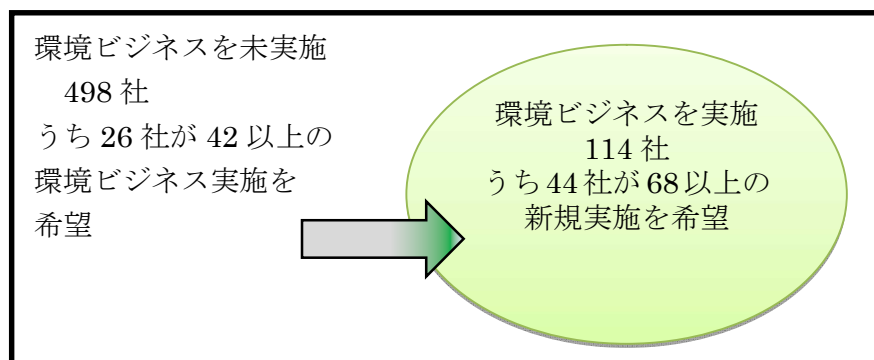 環境ビジネスを未実施
498 社
うち 26 社が 42 以上の
環境ビジネス実施を
希望
環境ビジネスを実施
114 社
うち 44 社が 68 以上の
新規実施を希望